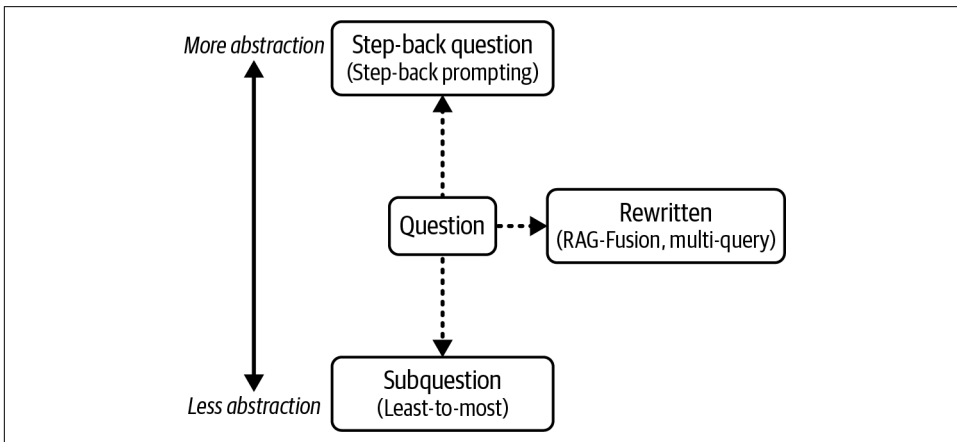 More abstraction
Step-back question
(Step-back prompting)
Question
Rewritten
(RAG-Fusion, multi-query)
Subquestion
(Least-to-most)
Less abstraction